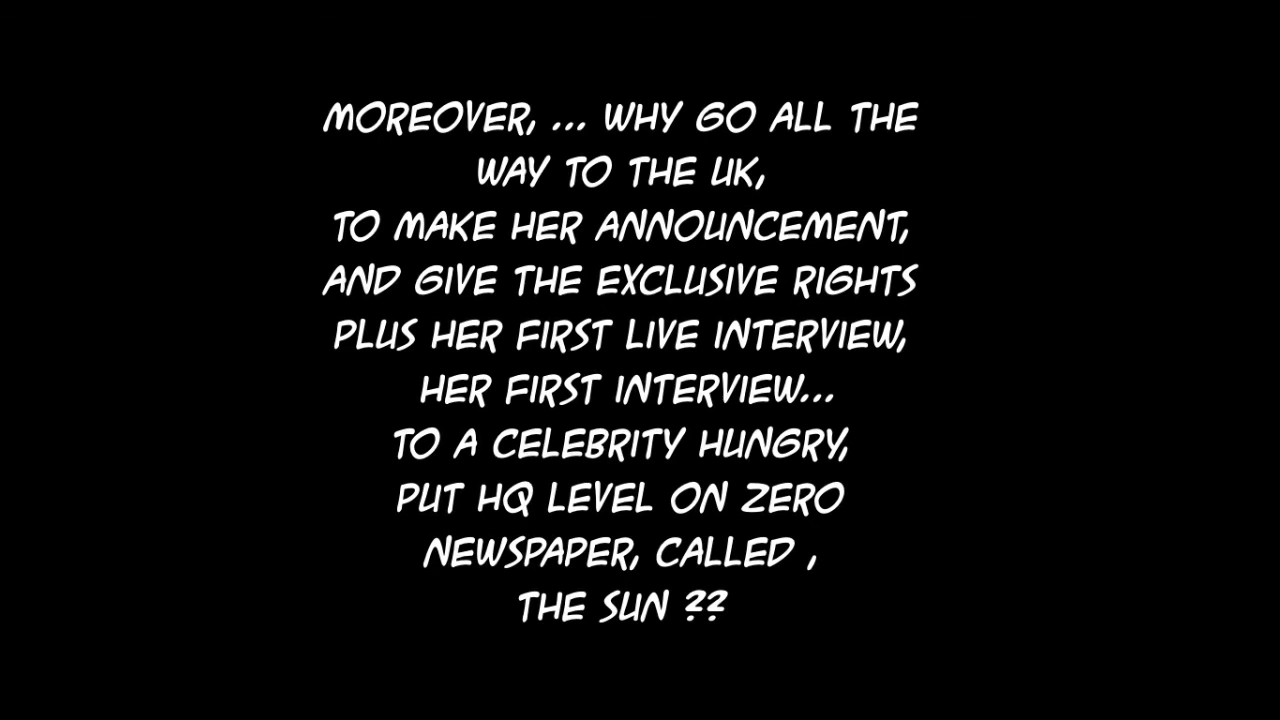 MOREOVER, ... WHY GO ALL THE
WAY TO THE UK,
TO MAKE HER ANNOUNCEMENT,
AND GIVE THE EXCLUSIVE RIGHTS
PLUS HER FIRST LIVE INTERVIEW,
HER FIRST INTERVIEW...
TO A CELEBRITY HUNGRY,
PUT HQ LEVEL ON ZERO
NEWSPAPER, CALLED ,
THE SUN ??